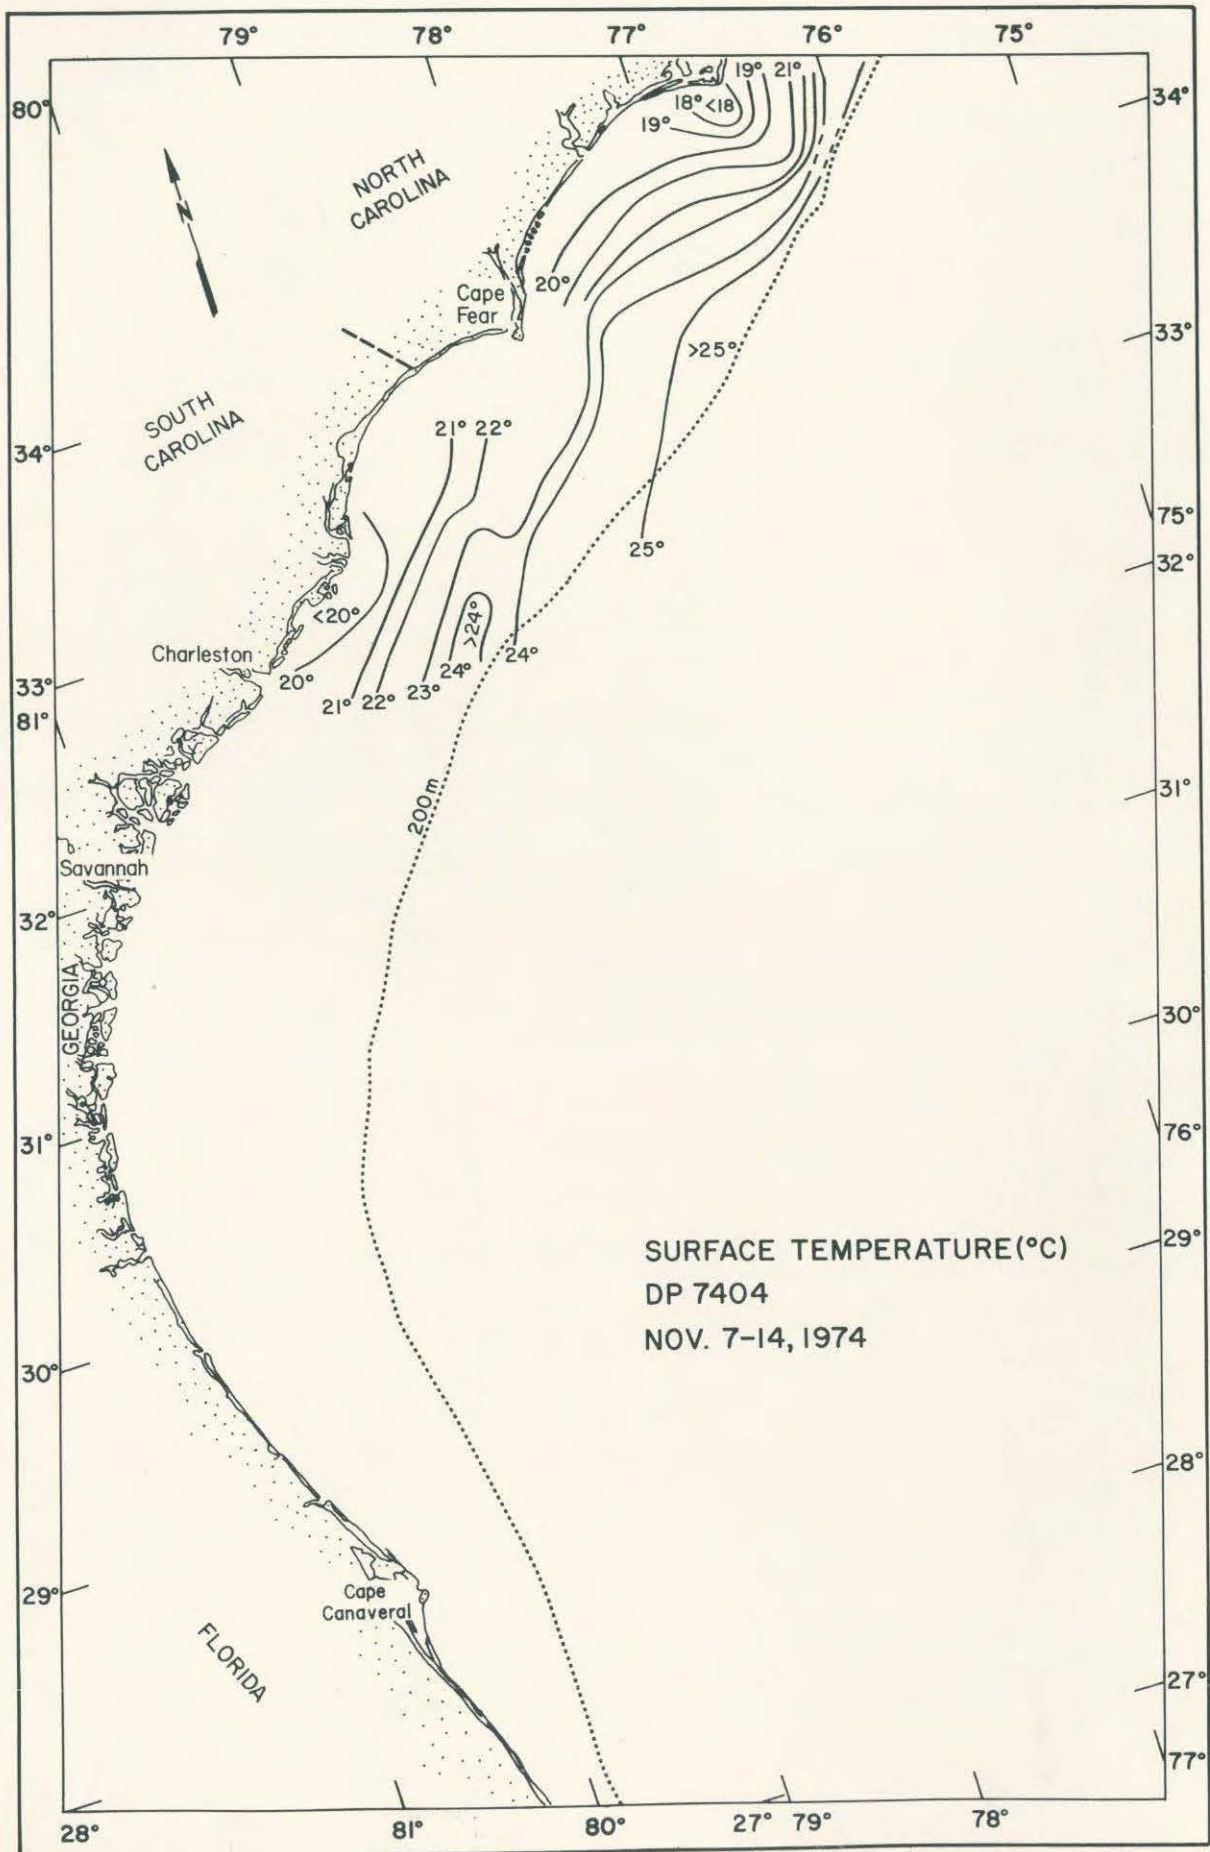 79° 78° 77° 76° 75°
80°
34°
33°
75°
32°
31°
30°
76°
29°
28°
27°
77°
34°
33°
81°
32°
31°
30°
29°
28° 81° 80° 27° 79° 78°
N
NORTH
CAROLINA
SOUTH
CAROLINA
GEORGIA
FLORIDA
Cape
Fear
Charleston
Savannah
Cape
Canaveral
18° <18 19° 21°
19°
20°
>25°
21° 22°
25°
<20°
>24°
20° 21° 22° 23° 24° 24°
200m
SURFACE TEMPERATURE(°C)
DP 7404
NOV. 7-14, 1974